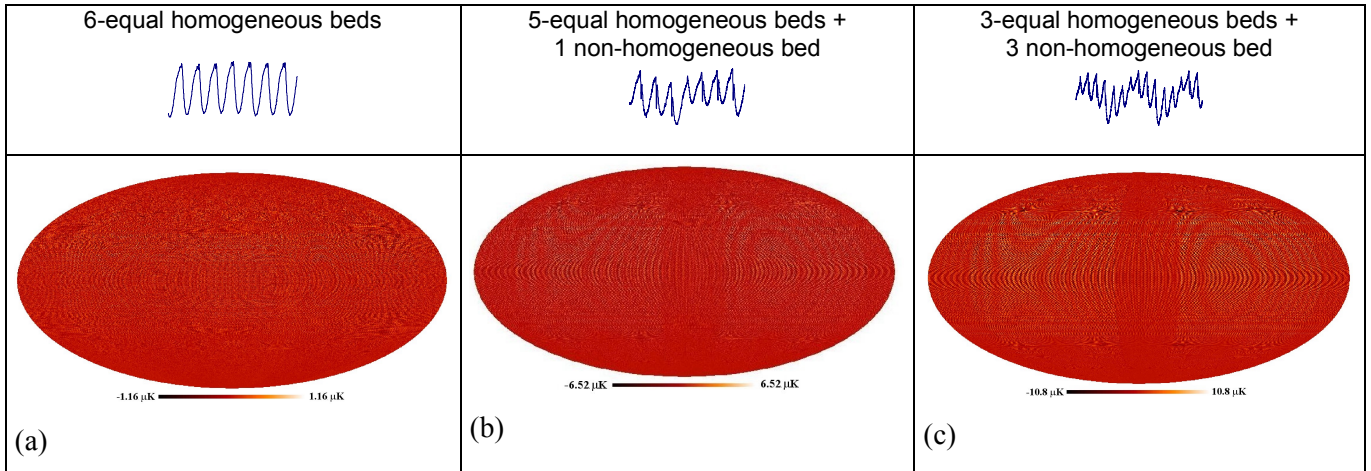 6-equal homogeneous beds
5-equal homogeneous beds +
1 non-homogeneous bed
3-equal homogeneous beds +
3 non-homogeneous bed
-1.16 μK 1.16 μK
(a)
-6.52 μK 6.52 μK
(b)
-10.8 μK 10.8 μK
(c)